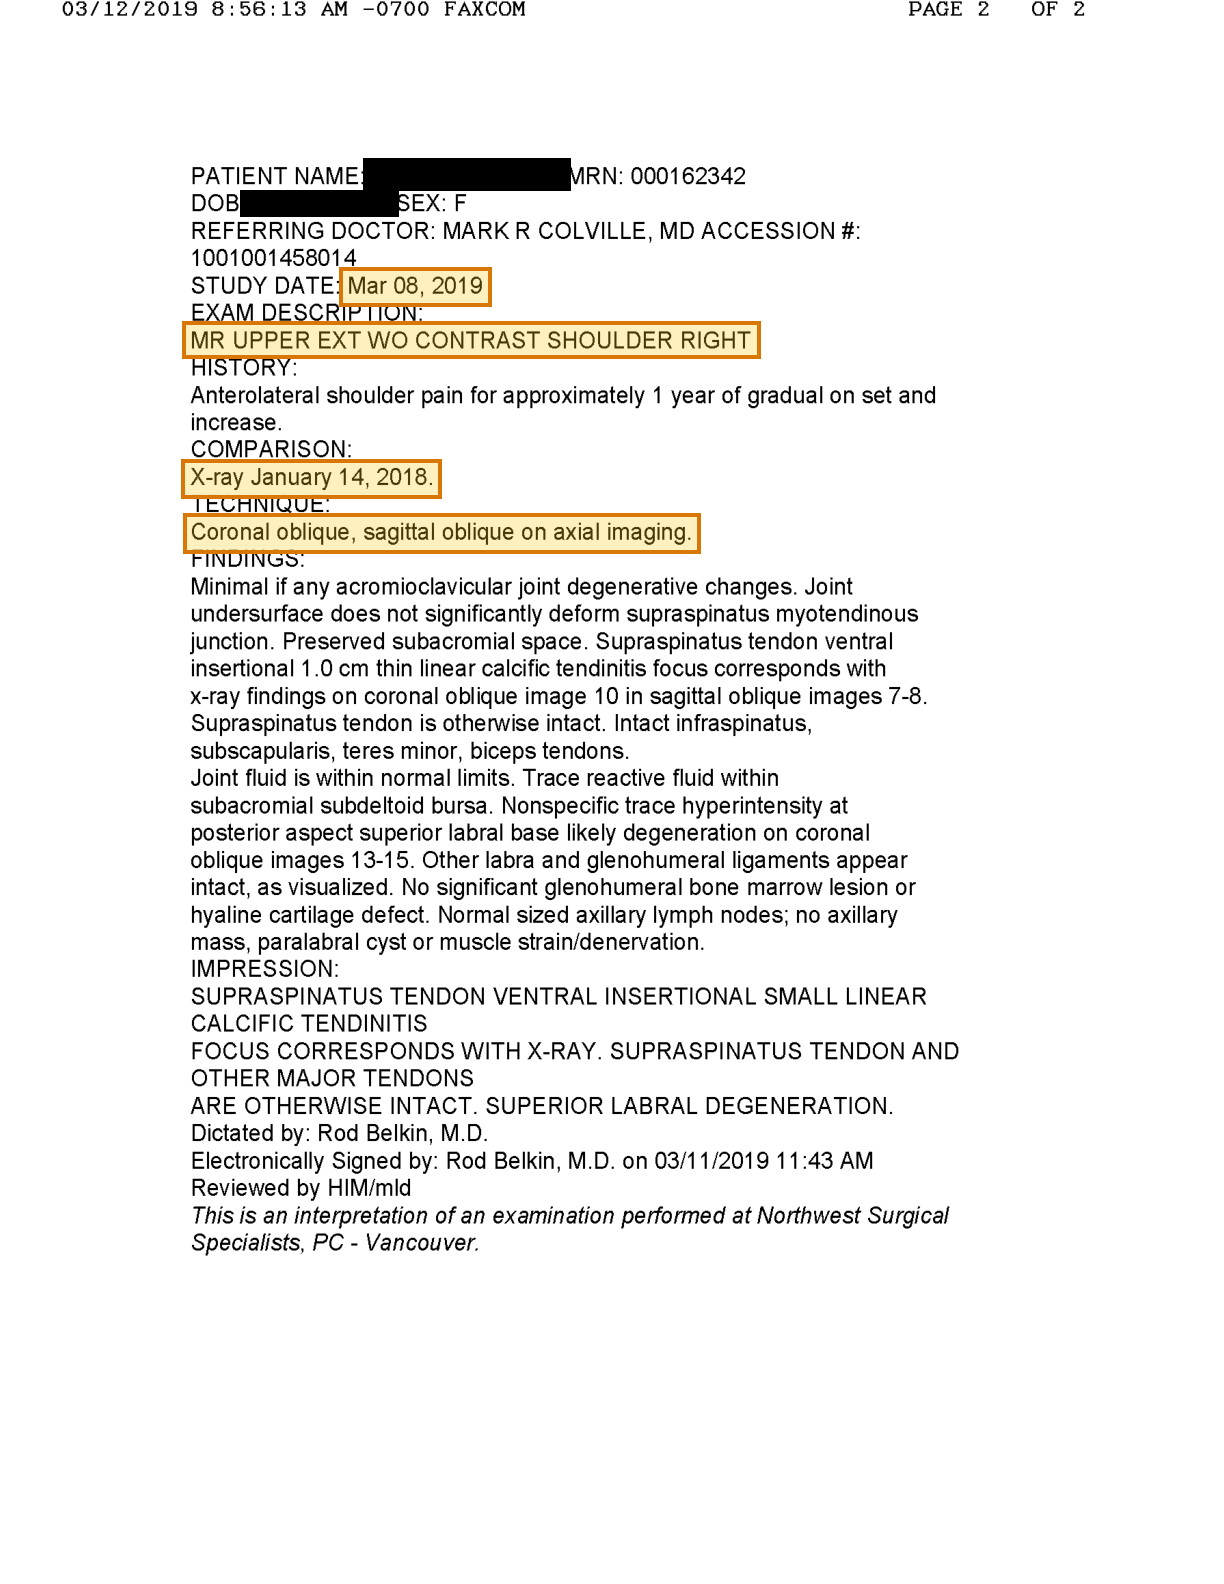 03/12/2019 8:56:13 AM -0700 FAXCOM PAGE 2 OF 2
PATIENT NAME: MRN: 000162342
DOB SEX: F
REFERRING DOCTOR: MARK R COLVILLE, MD ACCESSION #:
1001001458014
STUDY DATE: Mar 08, 2019
EXAM DESCRIPTION:
MR UPPER EXT WO CONTRAST SHOULDER RIGHT
HISTORY:
Anterolateral shoulder pain for approximately 1 year of gradual on set and
increase.
COMPARISON:
X-ray January 14, 2018.
TECHNIQUE:
Coronal oblique, sagittal oblique on axial imaging.
FINDINGS:
Minimal if any acromioclavicular joint degenerative changes. Joint
undersurface does not significantly deform supraspinatus myotendinous
junction. Preserved subacromial space. Supraspinatus tendon ventral
insertional 1.0 cm thin linear calcific tendinitis focus corresponds with
x-ray findings on coronal oblique image 10 in sagittal oblique images 7-8.
Supraspinatus tendon is otherwise intact. Intact infraspinatus,
subscapularis, teres minor, biceps tendons.
Joint fluid is within normal limits. Trace reactive fluid within
subacromial subdeltoid bursa. Nonspecific trace hyperintensity at
posterior aspect superior labral base likely degeneration on coronal
oblique images 13-15. Other labra and glenohumeral ligaments appear
intact, as visualized. No significant glenohumeral bone marrow lesion or
hyaline cartilage defect. Normal sized axillary lymph nodes; no axillary
mass, paralabral cyst or muscle strain/denervation.
IMPRESSION:
SUPRASPINATUS TENDON VENTRAL INSERTIONAL SMALL LINEAR
CALCIFIC TENDINITIS
FOCUS CORRESPONDS WITH X-RAY. SUPRASPINATUS TENDON AND
OTHER MAJOR TENDONS
ARE OTHERWISE INTACT. SUPERIOR LABRAL DEGENERATION.
Dictated by: Rod Belkin, M.D.
Electronically Signed by: Rod Belkin, M.D. on 03/11/2019 11:43 AM
Reviewed by HIM/mld
This is an interpretation of an examination performed at Northwest Surgical
Specialists, PC - Vancouver.